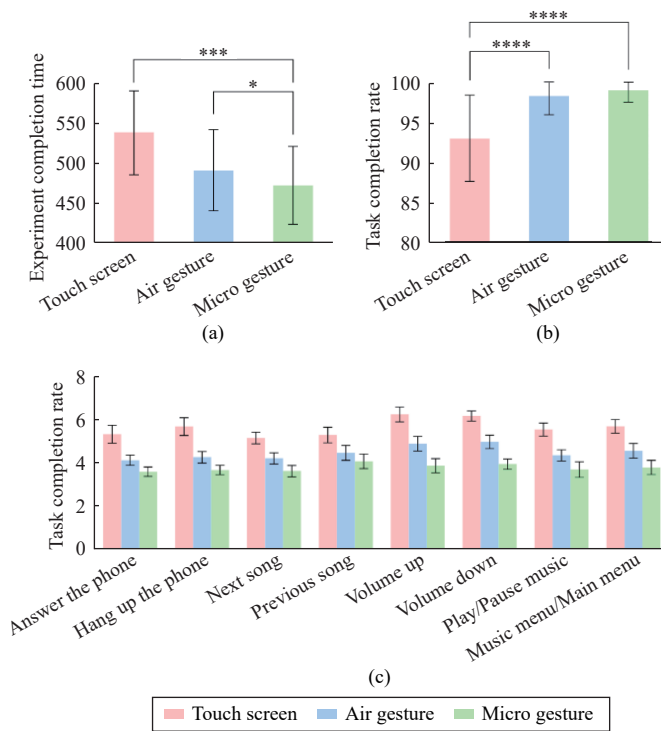 ***
*
Experiment completion time
600
550
500
450
400
Touch screen
Air gesture
Micro gesture
(a)
****
****
Task completion rate
100
95
90
85
80
Touch screen
Air gesture
Micro gesture
(b)
Task completion rate
8
6
4
2
0
Answer the phone
Hang up the phone
Next song
Previous song
Volume up
Volume down
Play/Pause music
Music menu/Main menu
(c)
Touch screen Air gesture Micro gesture